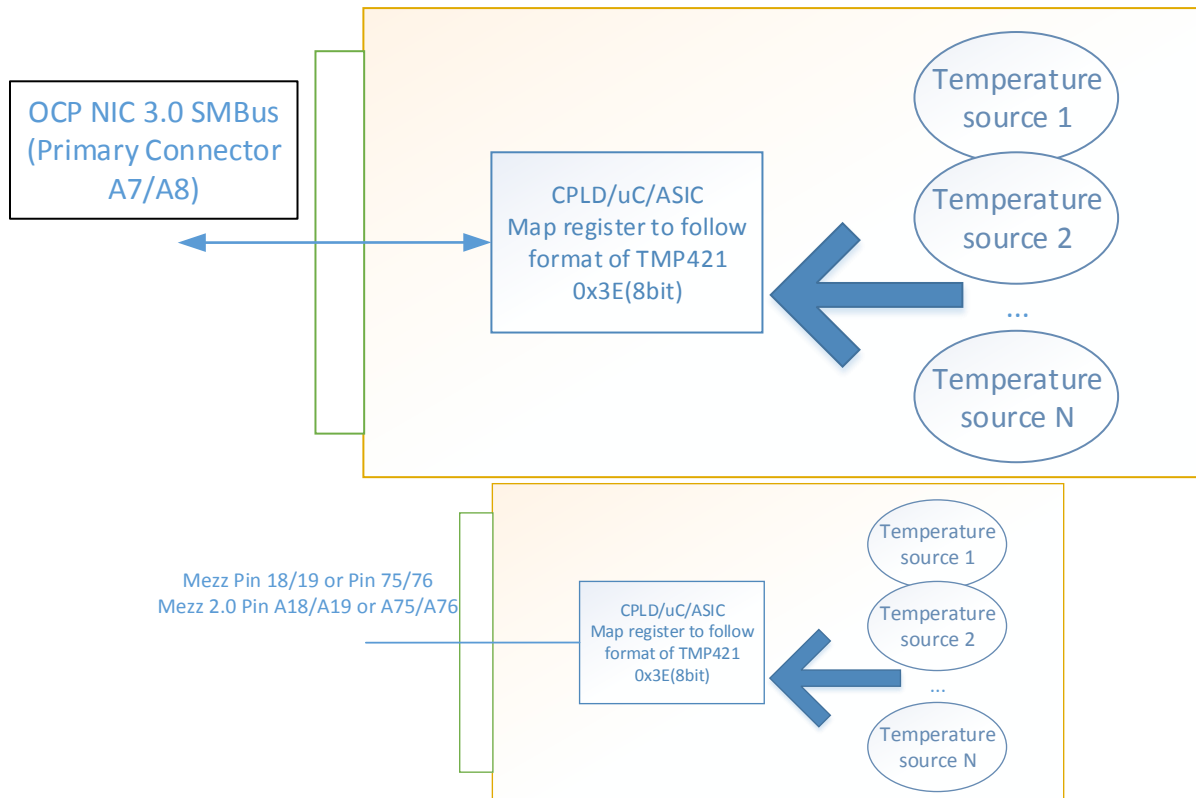 OCP NIC 3.0 SMBus
(Primary Connector
A7/A8)
CPLD/uC/ASIC
Map register to follow
format of TMP421
0x3E(8bit)
Temperature
source 1
Temperature
source 2
...
Temperature
source N
Mezz Pin 18/19 or Pin 75/76
Mezz 2.0 Pin A18/A19 or A75/A76
CPLD/uC/ASIC
Map register to follow
format of TMP421
0x3E(8bit)
Temperature
source 1
Temperature
source 2
...
Temperature
source N